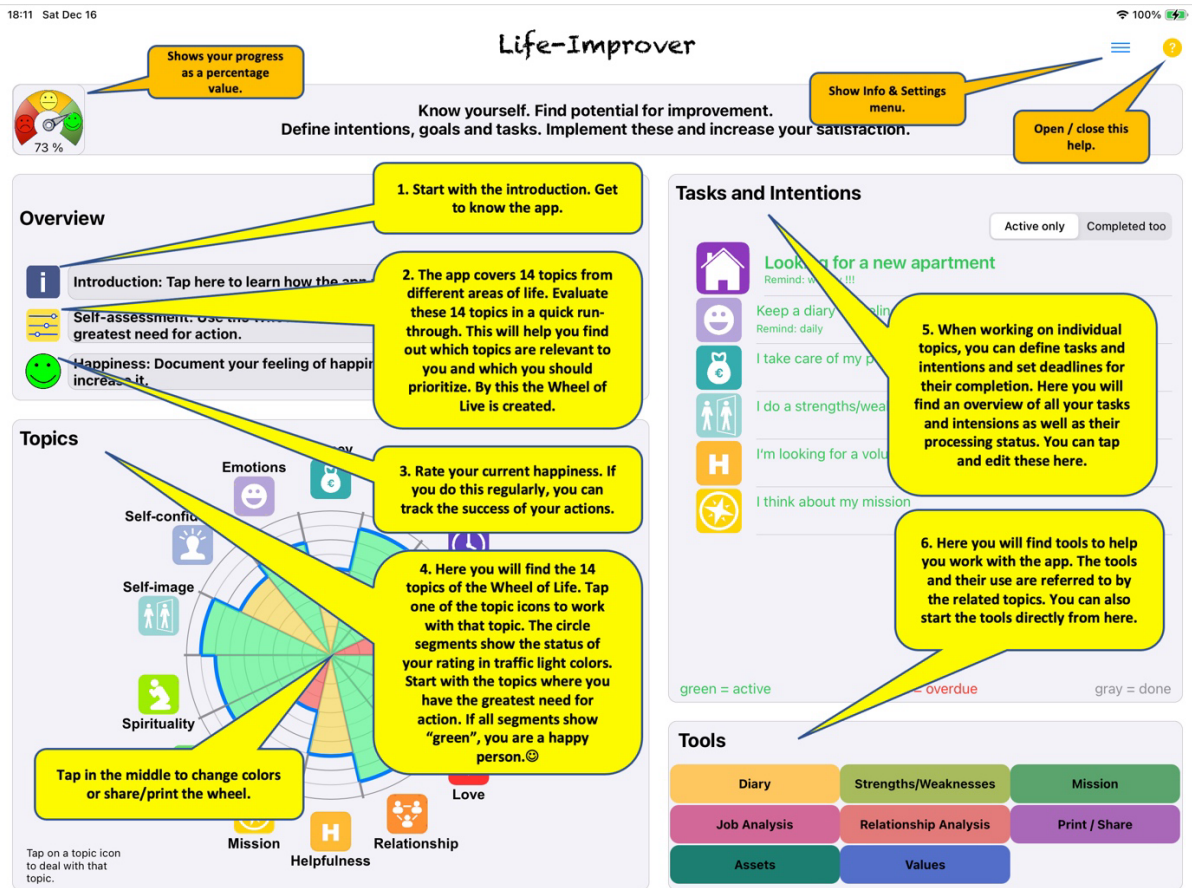 18:11 Sat Dec 16
100%
Life-Improver
?
Shows your progress
as a percentage
value.
Show Info & Settings
menu.
Open / close this
help.
73 %
Know yourself. Find potential for improvement.
Define intentions, goals and tasks. Implement these and increase your satisfaction.
Overview
i
Introduction: Tap here to learn how the app
Self-assessment: Use the
greatest need for action.
Happiness: Document your feeling of
increase it.
1. Start with the introduction. Get
to know the app.
2. The app covers 14 topics from
different areas of life. Evaluate
these 14 topics in a quick run-
through. This will help you find
out which topics are relevant to
you and which you should
prioritize. By this the Wheel of
Live is created.
3. Rate your current happiness. If
you do this regularly, you can
track the success of your actions.
Topics
Emotions
€
Self-image
Spirituality
Mission
H
Helpfulness
Relationship
Love
4. Here you will find the 14
topics of the Wheel of Life. Tap
one of the topic icons to work
with that topic. The circle
segments show the status of
your rating in traffic light colors.
Start with the topics where you
have the greatest need for
action. If all segments show
“green”, you are a happy
person.☺
Tap in the middle to change colors
or share/print the wheel.
Tap on a topic icon
to deal with that
topic.
Tasks and Intentions
Active only
Completed too
Looking for a new apartment
Remind: !!!
Keep a diary
Remind: daily
€
I take care of my
I do a
H
I'm looking for a
I think about my mission
5. When working on individual
topics, you can define tasks and
intentions and set deadlines for
their completion. Here you will
find an overview of all your tasks
and intensions as well as their
processing status. You can tap
and edit these here.
6. Here you will find tools to help
you work with the app. The tools
and their use are referred to by
the related topics. You can also
start the tools directly from here.
green = active
= overdue
gray = done
Tools
Diary
Strengths/Weaknesses
Mission
Job Analysis
Relationship Analysis
Print / Share
Assets
Values